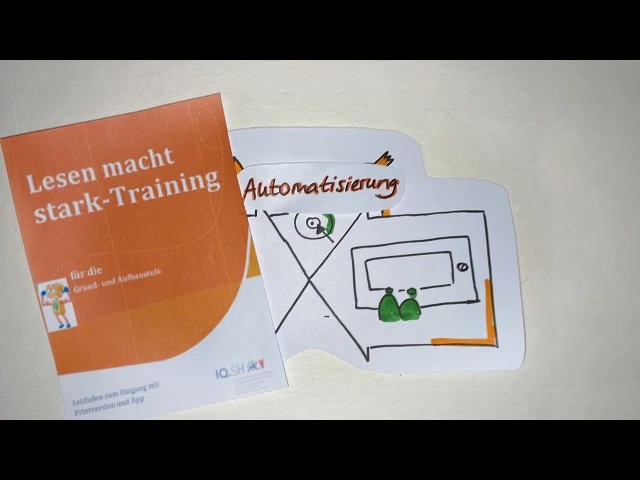 Lesen macht
stark-Training
für die
Grund- und Aufbaustufe
IQ.SH
Leitfaden zum Umgang mit
Printversion und App
Automatisierung